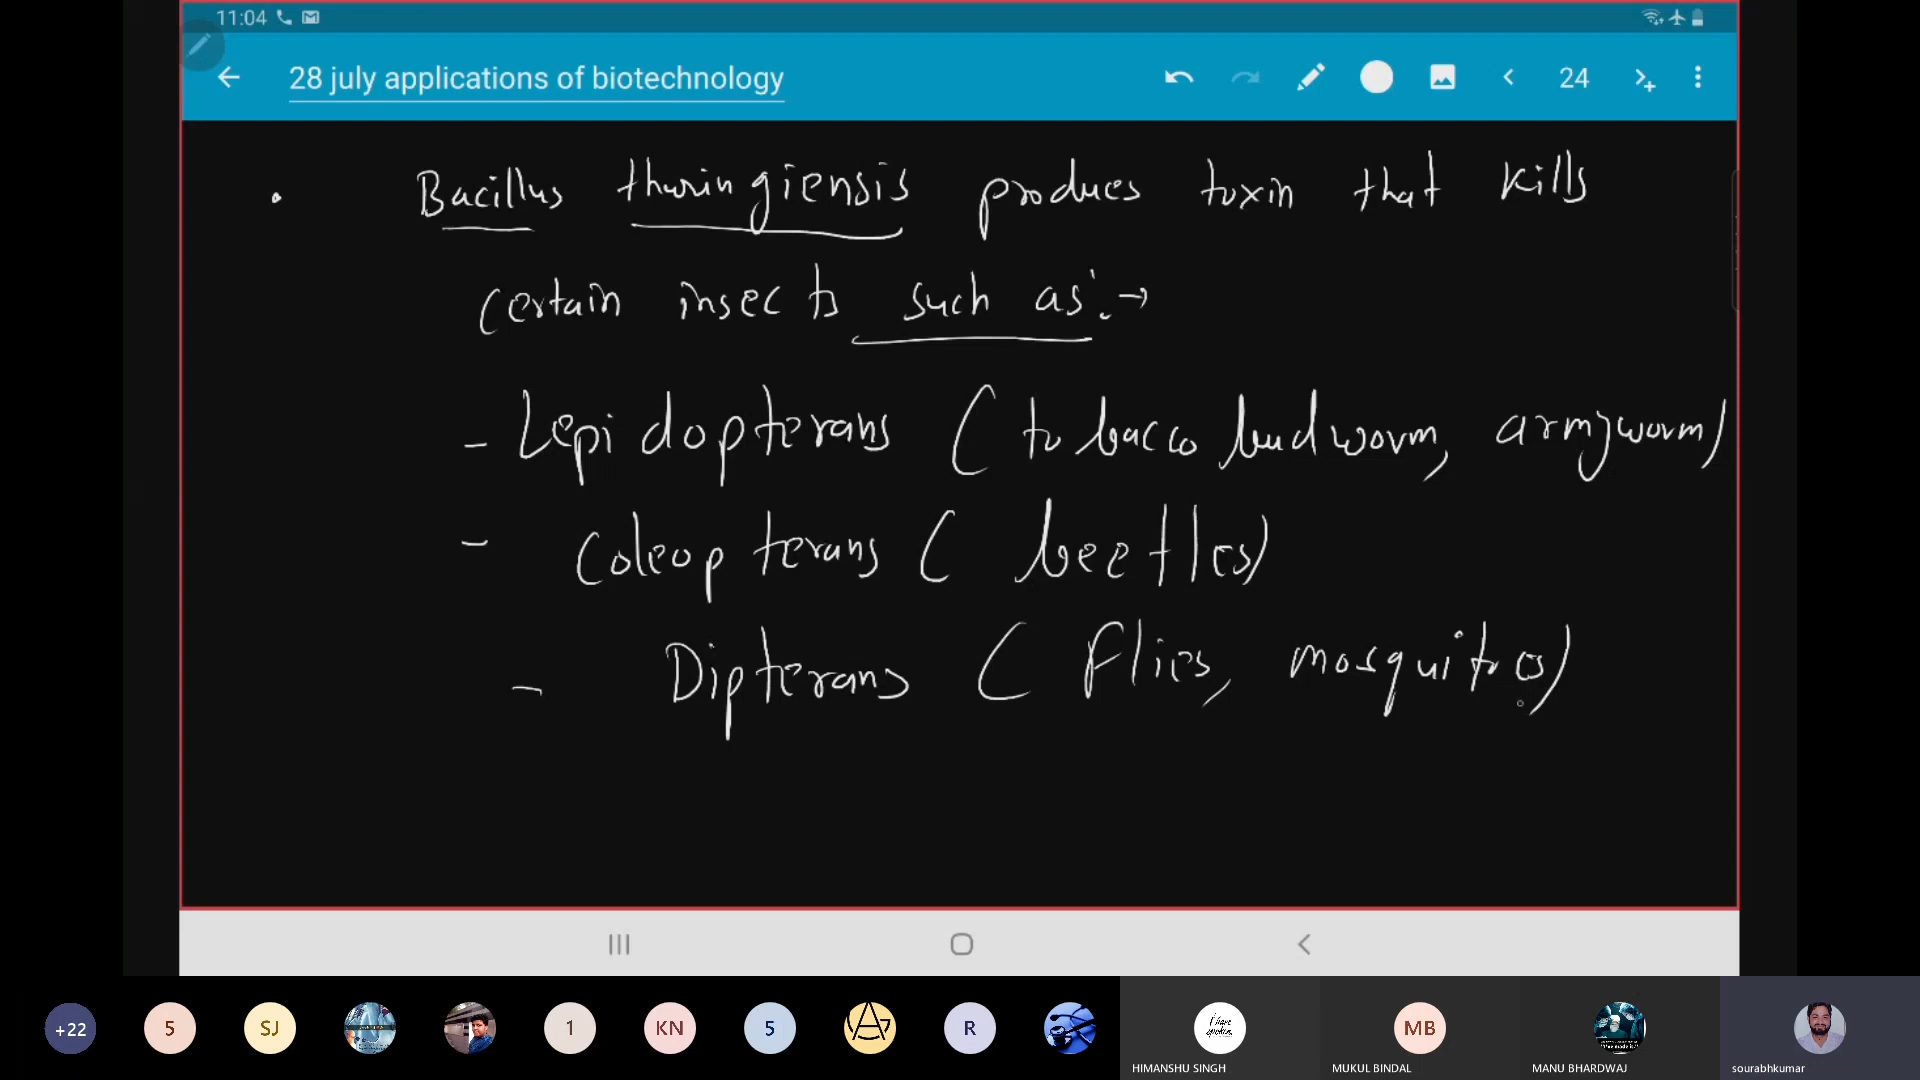 11:04
28 july applications of biotechnology
24
• Bacillus thuringiensis produces toxin that kills
certain insects such as :→
- Lepidopterans (tobacco budworm, armyworm)
- Coleopterans (beetles)
- Dipterans (flies, mosquitoes)
+22 5 SJ 1 KN 5 R I have spoken. MB
HIMANSHU SINGH MUKUL BINDAL MANU BHARDWAJ sourabhkumar